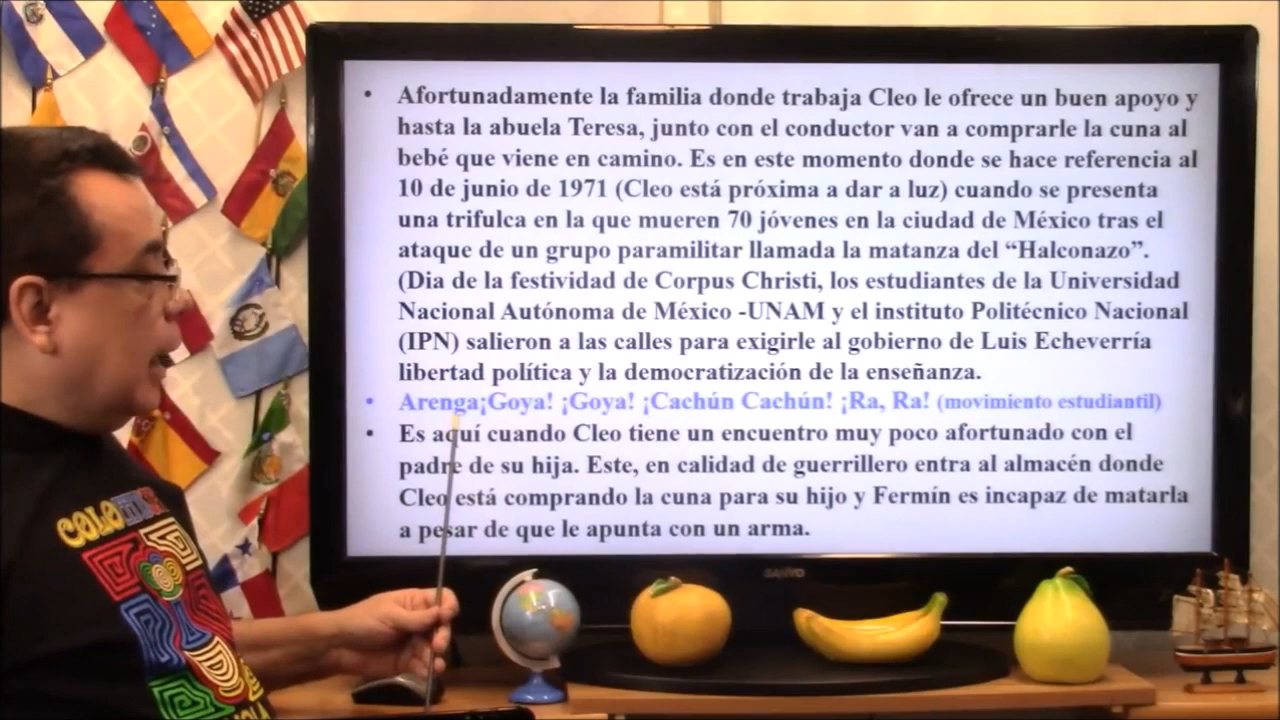 • Afortunadamente la familia donde trabaja Cleo le ofrece un buen apoyo y
hasta la abuela Teresa, junto con el conductor van a comprarle la cuna al
bebé que viene en camino. Es en este momento donde se hace referencia al
10 de junio de 1971 (Cleo está próxima a dar a luz) cuando se presenta
una trifulca en la que mueren 70 jóvenes en la ciudad de México tras el
ataque de un grupo paramilitar llamada la matanza del “Halconazo”.
(Dia de la festividad de Corpus Christi, los estudiantes de la Universidad
Nacional Autónoma de México -UNAM y el instituto Politécnico Nacional
(IPN) salieron a las calles para exigirle al gobierno de Luis Echeverría
libertad política y la democratización de la enseñanza.
• Arenga¡Goya! ¡Goya! ¡Cachún Cachún! ¡Ra, Ra! (movimiento estudiantil)
• Es aquí cuando Cleo tiene un encuentro muy poco afortunado con el
padre de su hija. Este, en calidad de guerrillero entra al almacén donde
Cleo está comprando la cuna para su hijo y Fermín es incapaz de matarla
a pesar de que le apunta con un arma.
SANYO